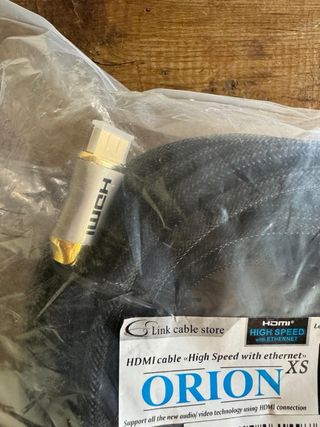 HDMI
Link cable store
HDMI
HIGH SPEED
with ETHERNET
HDMI cable «High Speed with ethernet»
ORION XS
Support all the new audio/ video technology using HDMI connection